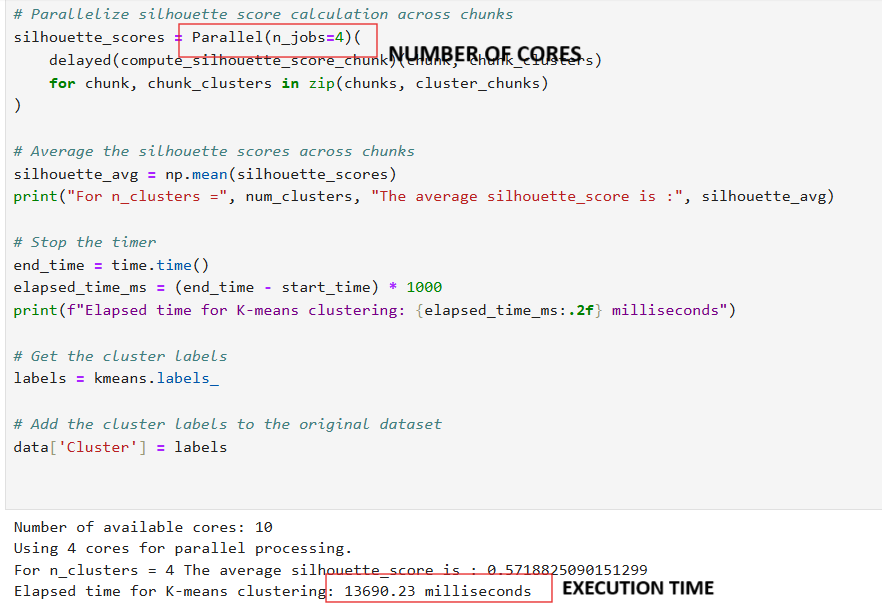 # Parallelize silhouette score calculation across chunks
silhouette_scores = Parallel(n_jobs=4)(
NUMBER OF CORES
    delayed(compute_silhouette_score_chunk)(chunk, chunk_clusters)
    for chunk, chunk_clusters in zip(chunks, cluster_chunks)
)
# Average the silhouette scores across chunks
silhouette_avg = np.mean(silhouette_scores)
print("For n_clusters =", num_clusters, "The average silhouette_score is :", silhouette_avg)
# Stop the timer
end_time = time.time()
elapsed_time_ms = (end_time - start_time) * 1000
print(f"Elapsed time for K-means clustering: {elapsed_time_ms:.2f} milliseconds")
# Get the cluster labels
labels = kmeans.labels_
# Add the cluster labels to the original dataset
data['Cluster'] = labels
Number of available cores: 10
Using 4 cores for parallel processing.
For n_clusters = 4 The average silhouette_score is : 0.5718825090151299
Elapsed time for K-means clustering: 13690.23 milliseconds
EXECUTION TIME